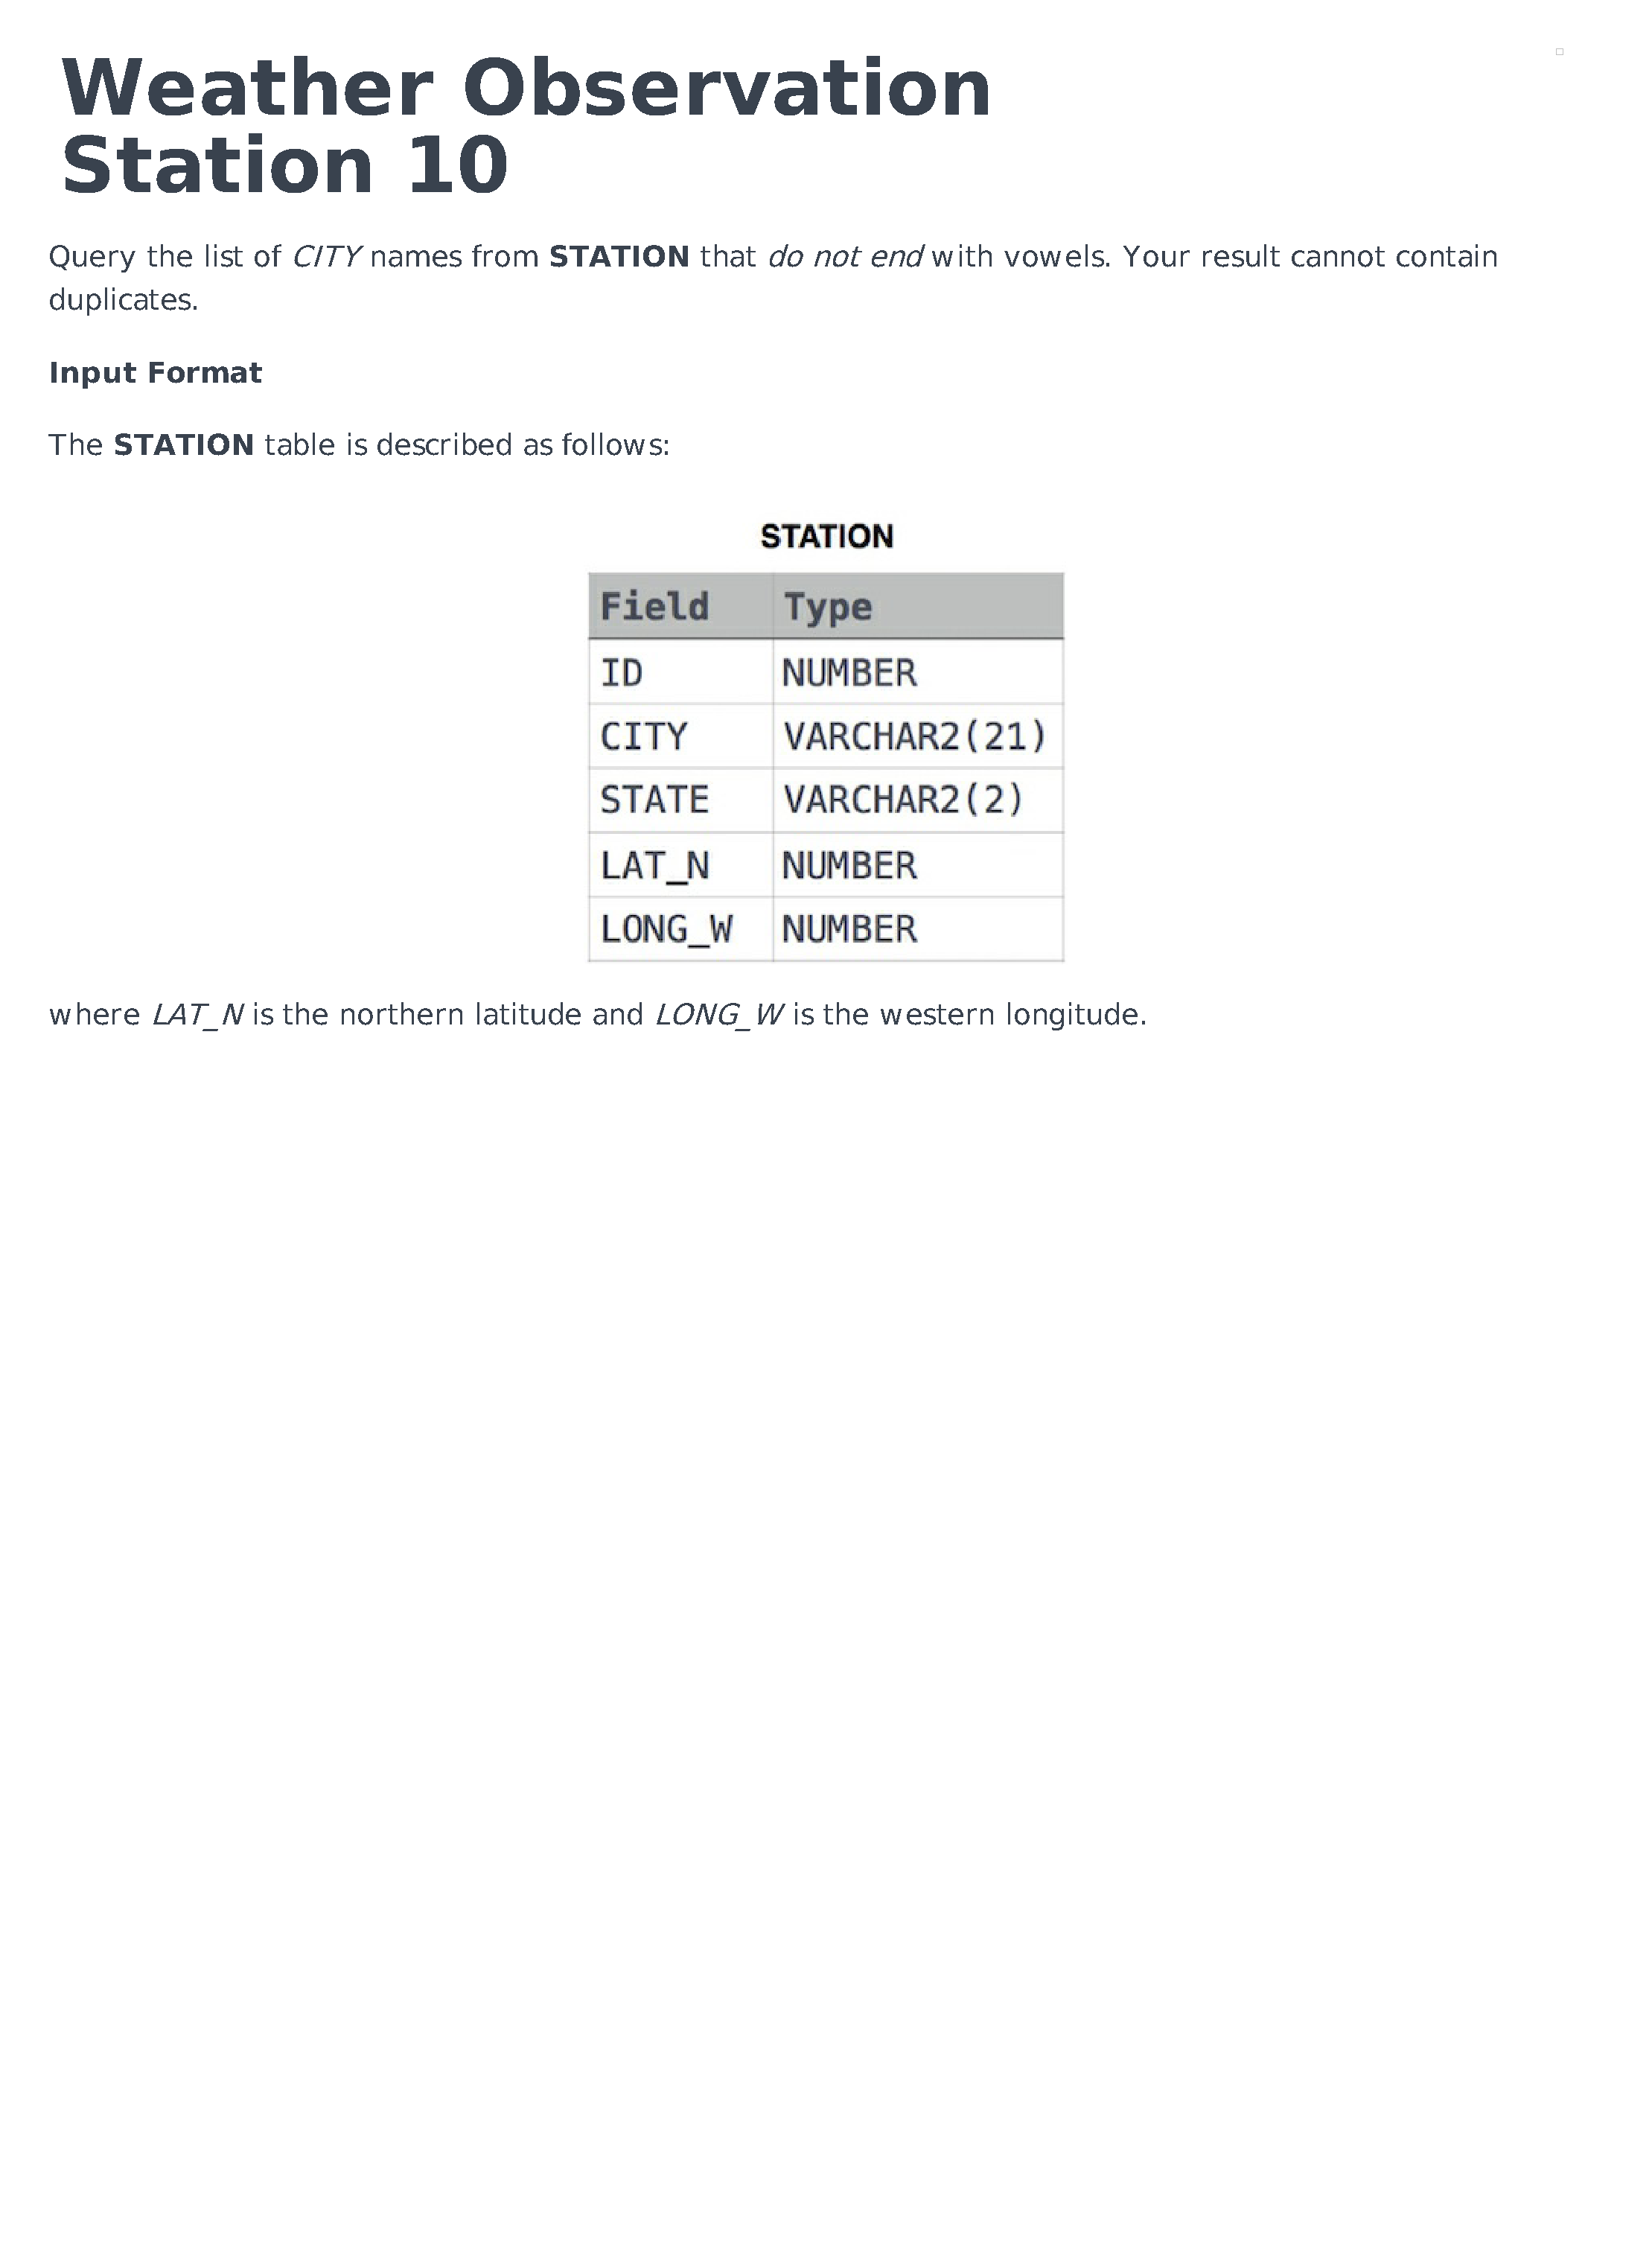 Weather Observation
Station 10
Query the list of CITY names from STATION that do not end with vowels. Your result cannot contain
duplicates.
Input Format
The STATION table is described as follows:
STATION
Field Type
ID NUMBER
CITY VARCHAR2(21)
STATE VARCHAR2(2)
LAT_N NUMBER
LONG_W NUMBER
where LAT_N is the northern latitude and LONG_W is the western longitude.